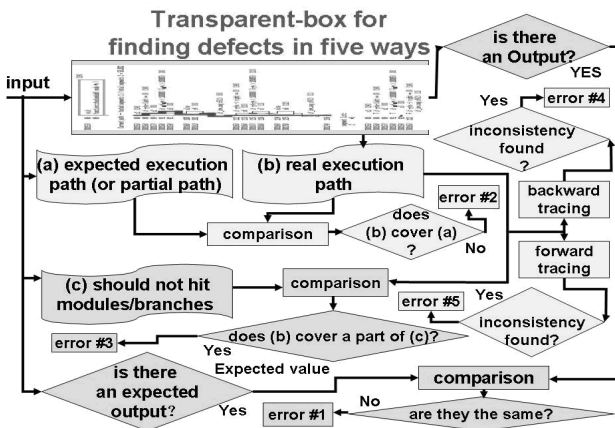 Transparent-box for
finding defects in five ways
is there
an Output?
YES
input
Yes
error #4
inconsistency
found
?
(a) expected execution
path (or partial path)
(b) real execution
path
error #2
backward
tracing
comparison
does
(b) cover (a)
?
No
forward
tracing
(c) should not hit
modules/branches
comparison
Yes
error #5
inconsistency
found?
error #3
does (b) cover a part of (c)?
Yes
Expected value
is there
an expected
output?
Yes
comparison
No
error #1
are they the same?